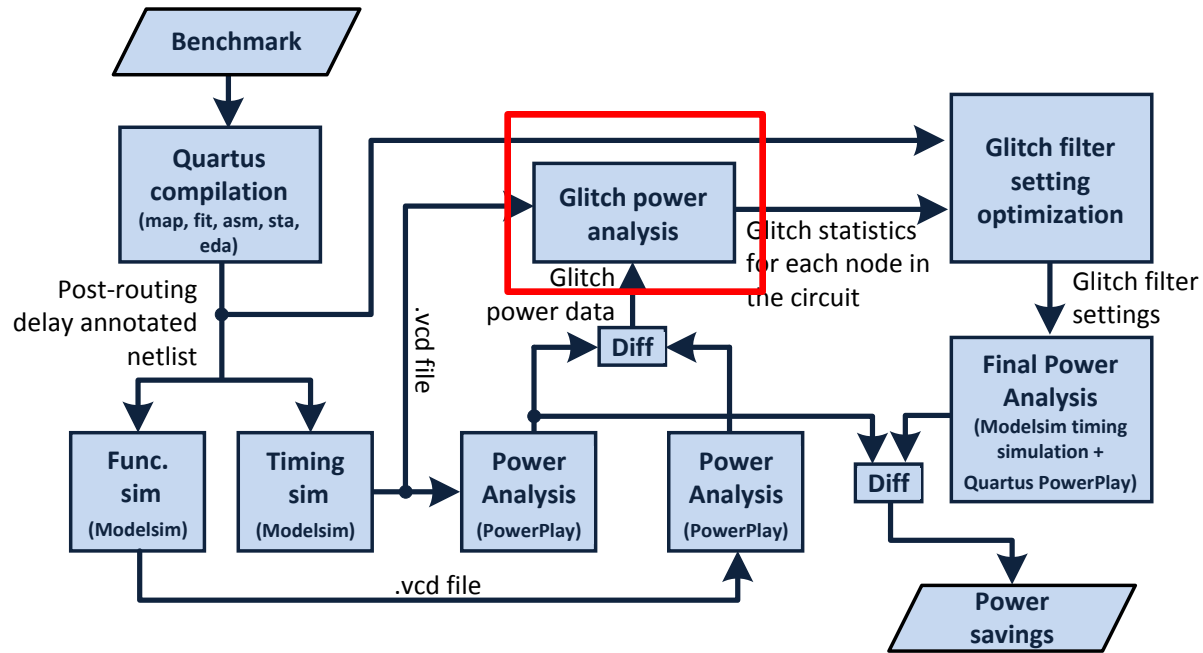 Benchmark
Quartus
compilation
(map, fit, asm, sta,
eda)
Glitch power
analysis
Glitch filter
setting
optimization
Glitch statistics
for each node in
the circuit
Glitch
power data
Post-routing
delay annotated
netlist
.vcd file
Diff
Glitch filter
settings
Final Power
Analysis
(Modelsim timing
simulation +
Quartus PowerPlay)
Func.
sim
(Modelsim)
Timing
sim
(Modelsim)
Power
Analysis
(PowerPlay)
Power
Analysis
(PowerPlay)
Diff
.vcd file
Power
savings